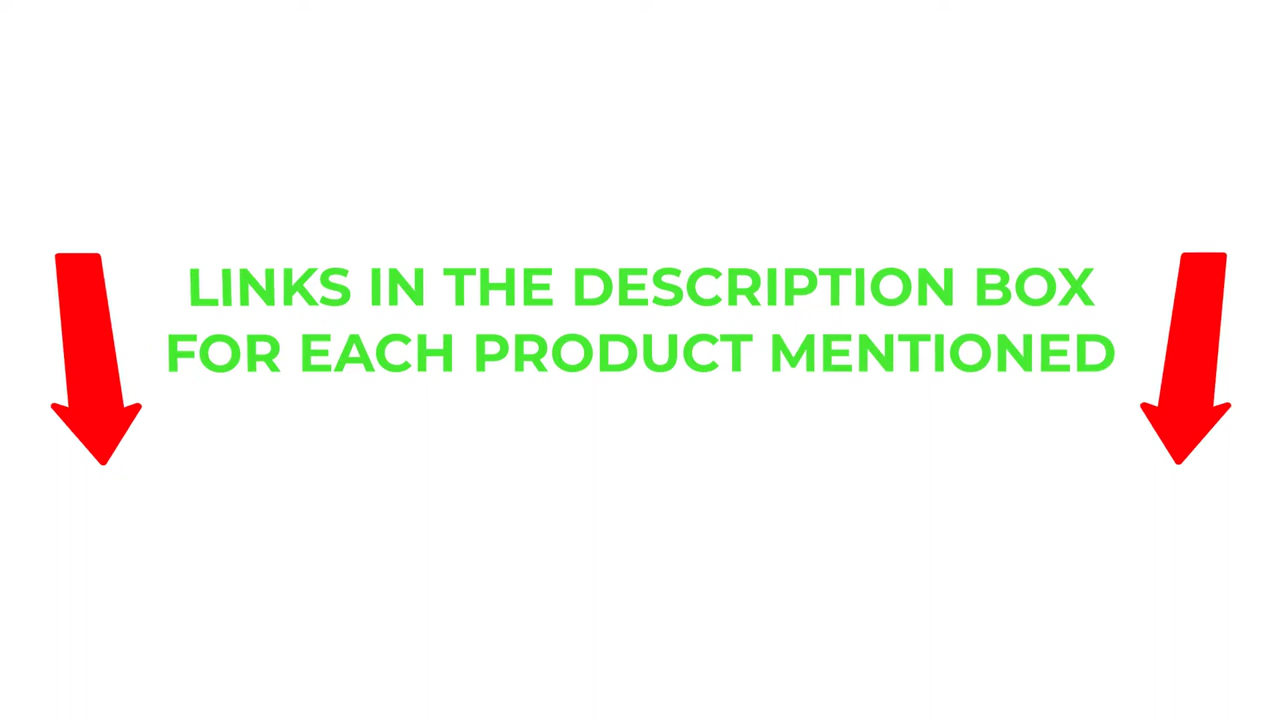 LINKS IN THE DESCRIPTION BOX
FOR EACH PRODUCT MENTIONED